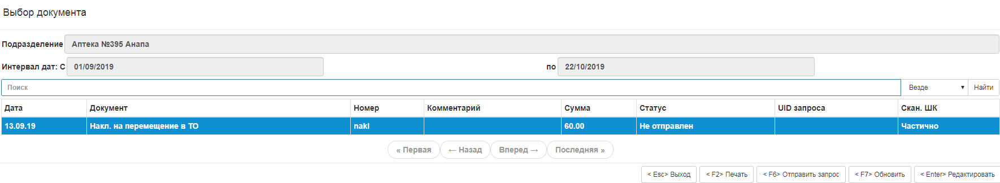 Выбор документа
Подразделение Аптека №395 Анапа
Интервал дат: С 01/09/2019 по 22/10/2019
Поиск Везде Найти
Дата Документ Номер Комментарий Сумма Статус UID запроса Скан. ШК
13.09.19 Накл. на перемещение в ТО nakl 60.00 Не отправлен Частично
« Первая ← Назад Вперед → Последняя »
< Esc> Выход < F2> Печать < F6> Отправить запрос < F7> Обновить < Enter> Редактировать